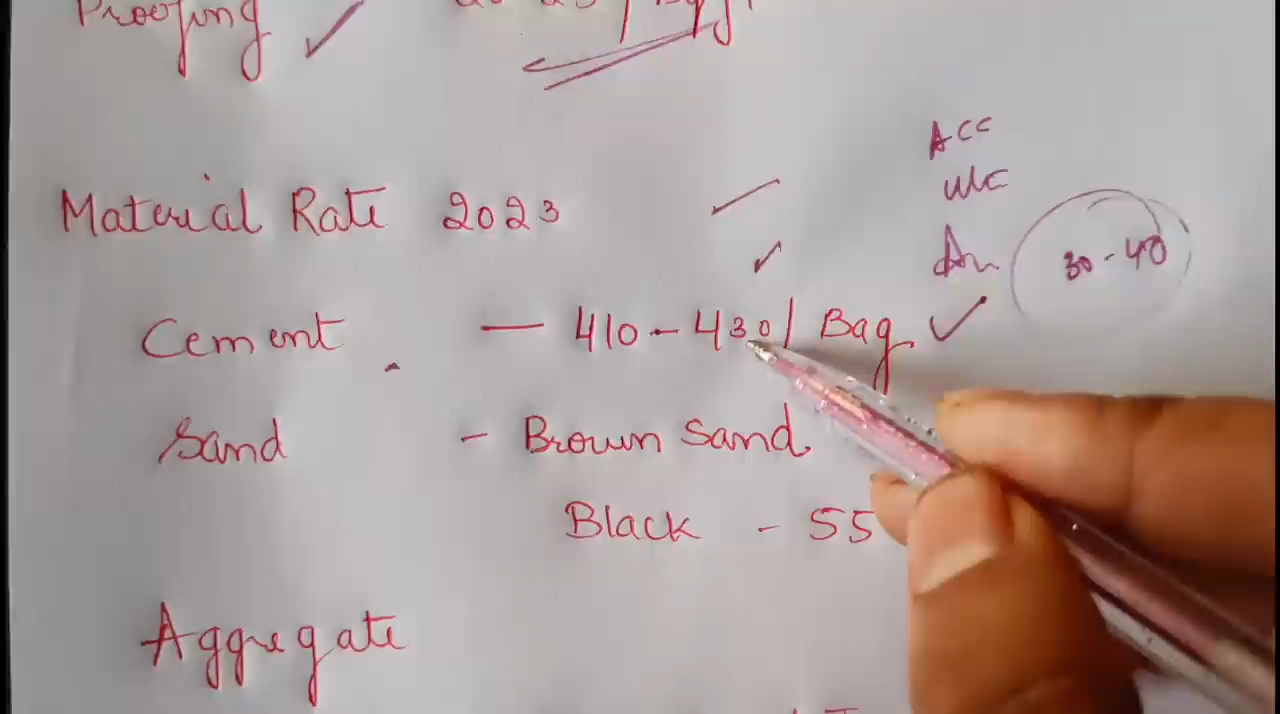 Proofing
ACC
Material Rate 2023
30-40
Cement — 410-430/ Bag
Sand - Brown Sand
Black - 55
Aggregate